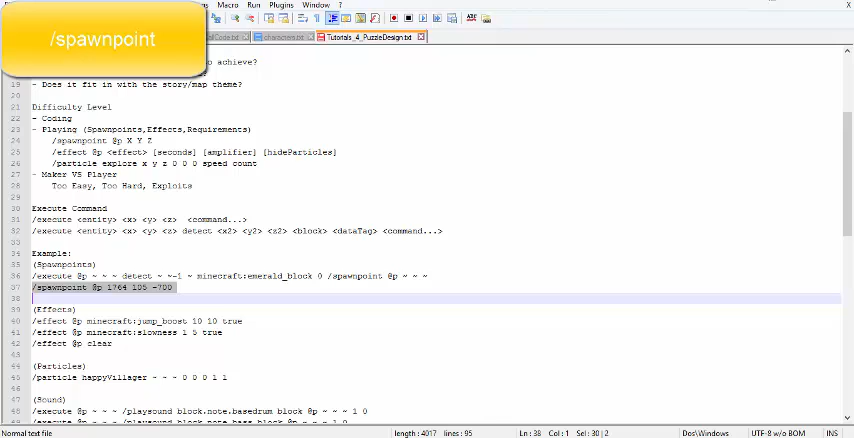 Macro Run Plugins Window ? X
/spawnpoint
characters.txt Tutorials_4_PuzzleDesign.txt
to achieve?
19 - Does it fit in with the story/map theme?
20
21 Difficulty Level
22 - Coding
23 - Playing (Spawnpoints,Effects,Requirements)
24 /spawnpoint @p X Y Z
25 /effect @p <effect> [seconds] [amplifier] [hideParticles]
26 /particle explore x y z 0 0 0 speed count
27 - Maker VS Player
28 Too Easy, Too Hard, Exploits
29
30 Execute Command
31 /execute <entity> <x> <y> <z> <command...>
32 /execute <entity> <x> <y> <z> detect <x2> <y2> <z2> <block> <dataTag> <command...>
33
34 Example:
35 (Spawnpoints)
36 /execute @p ~ ~ ~ detect ~ ~-1 ~ minecraft:emerald_block 0 /spawnpoint @p ~ ~ ~
37 /spawnpoint @p 1764 105 -700
38
39 (Effects)
40 /effect @p minecraft:jump_boost 10 10 true
41 /effect @p minecraft:slowness 1 5 true
42 /effect @p clear
43
44 (Particles)
45 /particle happyVillager ~ ~ ~ 0 0 0 1 1
46
47 (Sound)
48 /execute @p ~ ~ ~ /playsound block.note.basedrum block @p ~ ~ ~ 1 0
Normal text file length : 4017 lines : 95 Ln : 38 Col : 1 Sel : 30 | 2 Dos\Windows UTF-8 w/o BOM INS